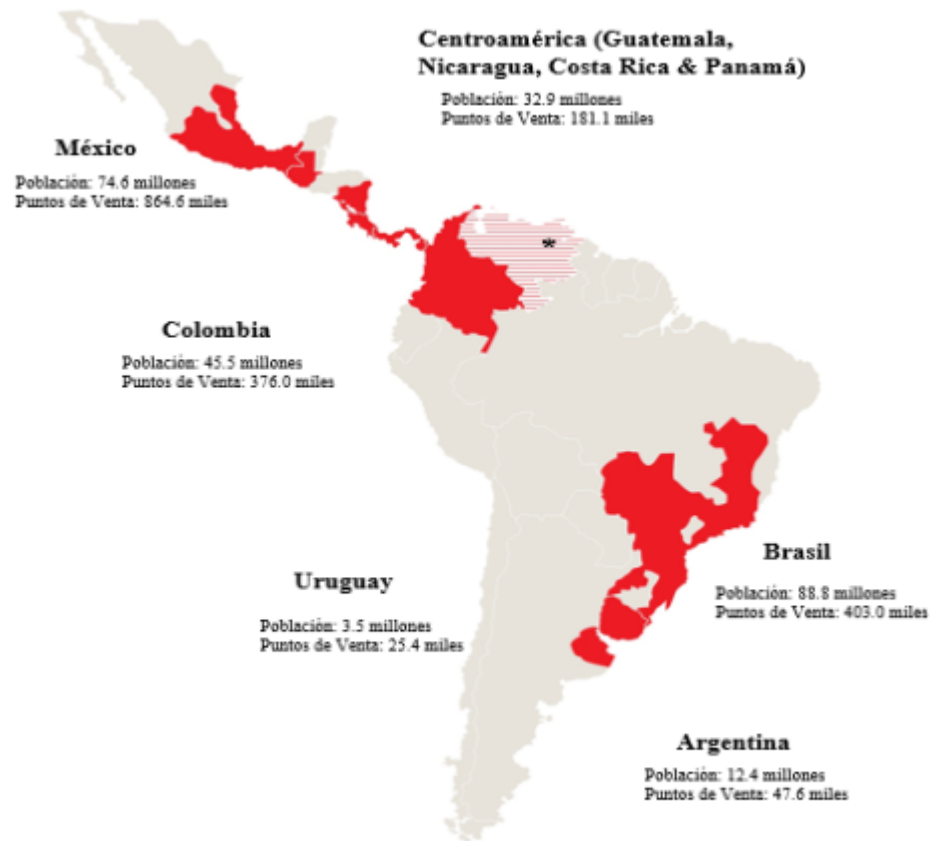 Centroamérica (Guatemala,
Nicaragua, Costa Rica & Panamá)
Población: 32.9 millones
Puntos de Venta: 181.1 miles
México
Población: 74.6 millones
Puntos de Venta: 864.6 miles
*
Colombia
Población: 45.5 millones
Puntos de Venta: 376.0 miles
Brasil
Población: 88.8 millones
Puntos de Venta: 403.0 miles
Uruguay
Población: 3.5 millones
Puntos de Venta: 25.4 miles
Argentina
Población: 12.4 millones
Puntos de Venta: 47.6 miles